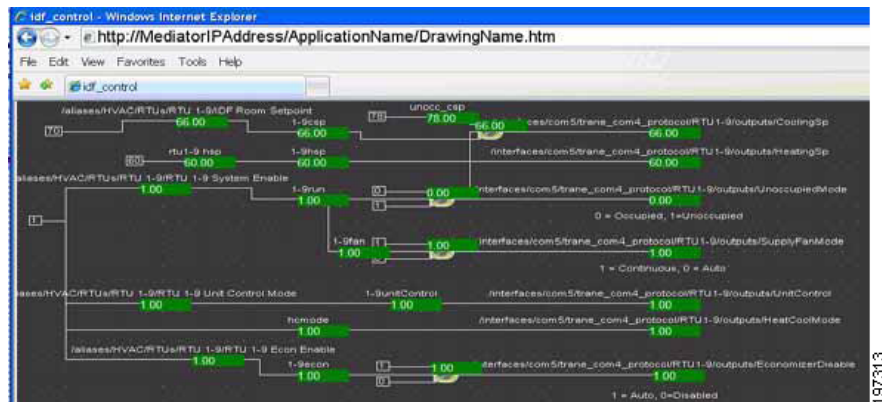 idf_control - Windows Internet Explorer
http://MediatorIPAddress/ApplicationName/DrawingName.htm
File Edit View Favorites Tools Help
idf_control
/aliases/HVAC/RTUs/RTU 1-9/IDF Room Setpoint
unocc_csp
78
78.00
66.00
1-9csp
66.00
ces/com5/trane_com4_protocol/RTU1-9/outputs/CoolingSp
70
66.00
66.00
rtu1-9 hsp
1-9hsp
/interfaces/com5/trane_com4_protocol/RTU1-9/outputs/HeatingSp
60
60.00
60.00
60.00
aliases/HVAC/RTUs/RTU 1-9/RTU 1-9 System Enable
1.00
1-9run
0
0.00
nterfaces/com5/trane_com4_protocol/RTU1-9/outputs/UnoccupiedMode
1.00
1
0.00
1
0 = Occupied, 1=Unoccupied
1-9fan
1
1.00
interfaces/com5/trane_com4_protocol/RTU1-9/outputs/SupplyFanMode
1.00
1.00
1 = Continuous, 0 = Auto
ases/HVAC/RTUs/RTU 1-9/RTU 1-9 Unit Control Mode
1-9unitControl
/interfaces/com5/trane_com4_protocol/RTU1-9/outputs/UnitControl
1.00
1.00
1.00
hcmode
/interfaces/com5/trane_com4_protocol/RTU1-9/outputs/HeatCoolMode
1.00
1.00
/aliases/HVAC/RTUs/RTU 1-9/RTU 1-9 Econ Enable
1.00
1-9econ
1
1.00
terfaces/com5/trane_com4_protocol/RTU1-9/outputs/EconomizerDisable
1.00
0
1.00
1 = Auto, 0=Disabled
197313